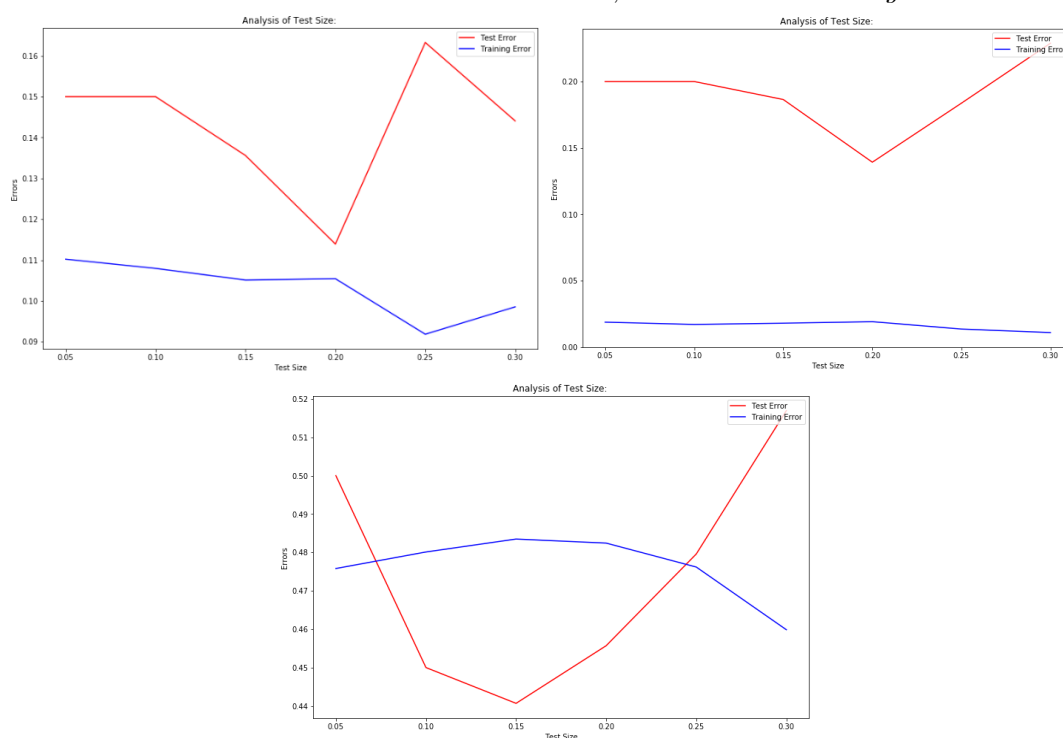 Analysis of Test Size:
Test Error
Training Error
0.16
0.15
0.14
0.13
0.12
0.11
0.10
0.09
Errors
0.05 0.10 0.15 0.20 0.25 0.30
Test Size
Analysis of Test Size:
Test Error
Training Error
0.20
0.15
0.10
0.05
0.00
Errors
0.05 0.10 0.15 0.20 0.25 0.30
Test Size
Analysis of Test Size:
Test Error
Training Error
0.52
0.51
0.50
0.49
0.48
0.47
0.46
0.45
0.44
Errors
0.05 0.10 0.15 0.20 0.25 0.30
Test Size